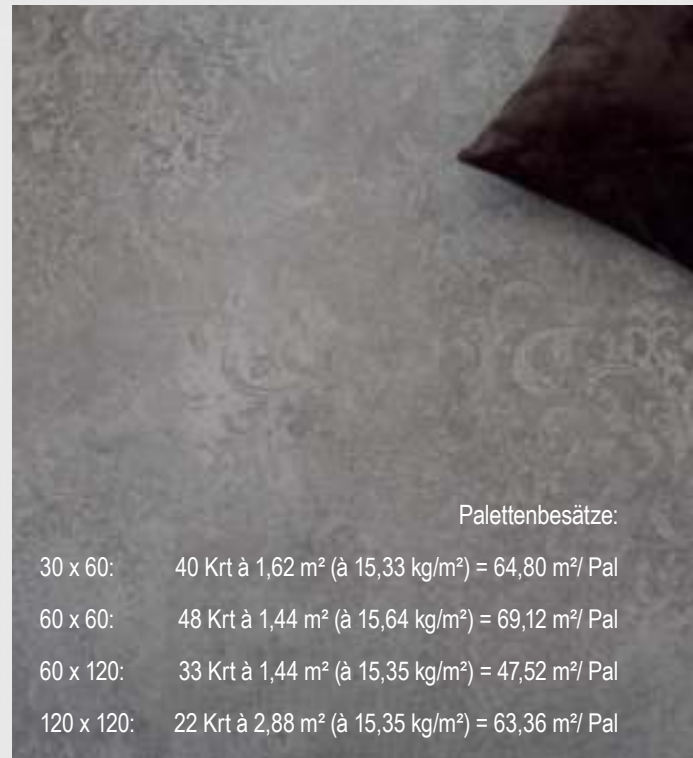 Palettenbesätze:
30 x 60: 40 Krt à 1,62 m² (à 15,33 kg/m²) = 64,80 m²/ Pal
60 x 60: 48 Krt à 1,44 m² (à 15,64 kg/m²) = 69,12 m²/ Pal
60 x 120: 33 Krt à 1,44 m² (à 15,35 kg/m²) = 47,52 m²/ Pal
120 x 120: 22 Krt à 2,88 m² (à 15,35 kg/m²) = 63,36 m²/ Pal